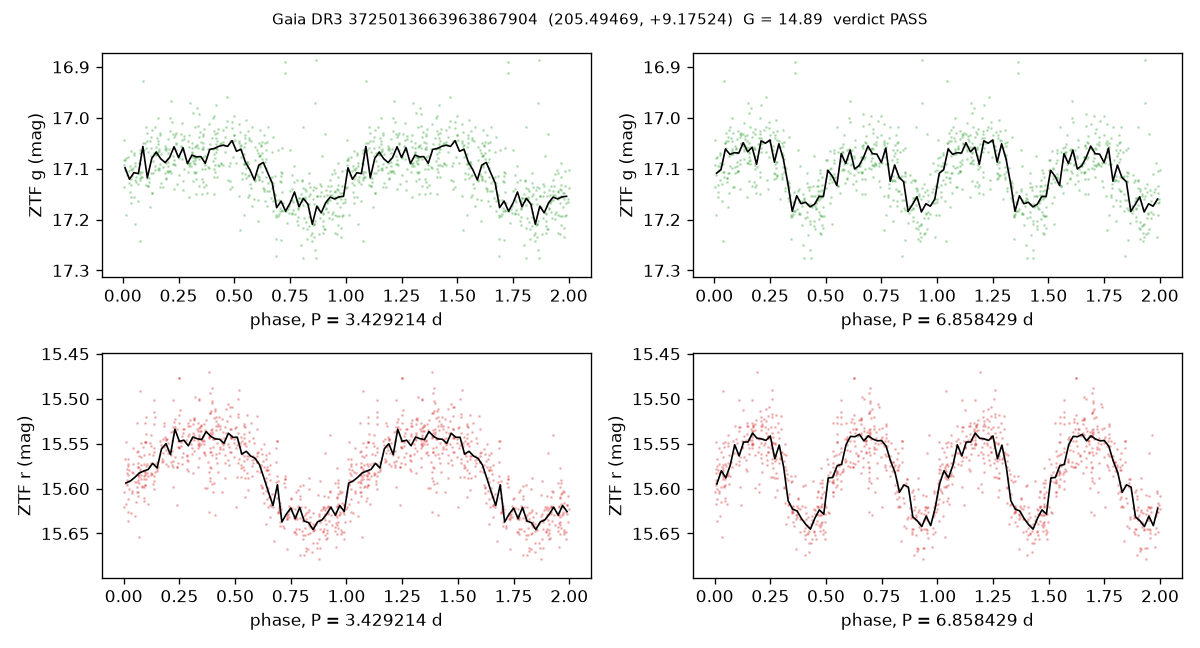 Gaia DR3 3725013663963867904  (205.49469, +9.17524)  G = 14.89  verdict PASS
16.9
17.0
17.1
17.2
17.3
ZTF g (mag)
0.00 0.25 0.50 0.75 1.00 1.25 1.50 1.75 2.00
phase, P = 3.429214 d
16.9
17.0
17.1
17.2
17.3
ZTF g (mag)
0.00 0.25 0.50 0.75 1.00 1.25 1.50 1.75 2.00
phase, P = 6.858429 d
15.45
15.50
15.55
15.60
15.65
ZTF r (mag)
0.00 0.25 0.50 0.75 1.00 1.25 1.50 1.75 2.00
phase, P = 3.429214 d
15.45
15.50
15.55
15.60
15.65
ZTF r (mag)
0.00 0.25 0.50 0.75 1.00 1.25 1.50 1.75 2.00
phase, P = 6.858429 d